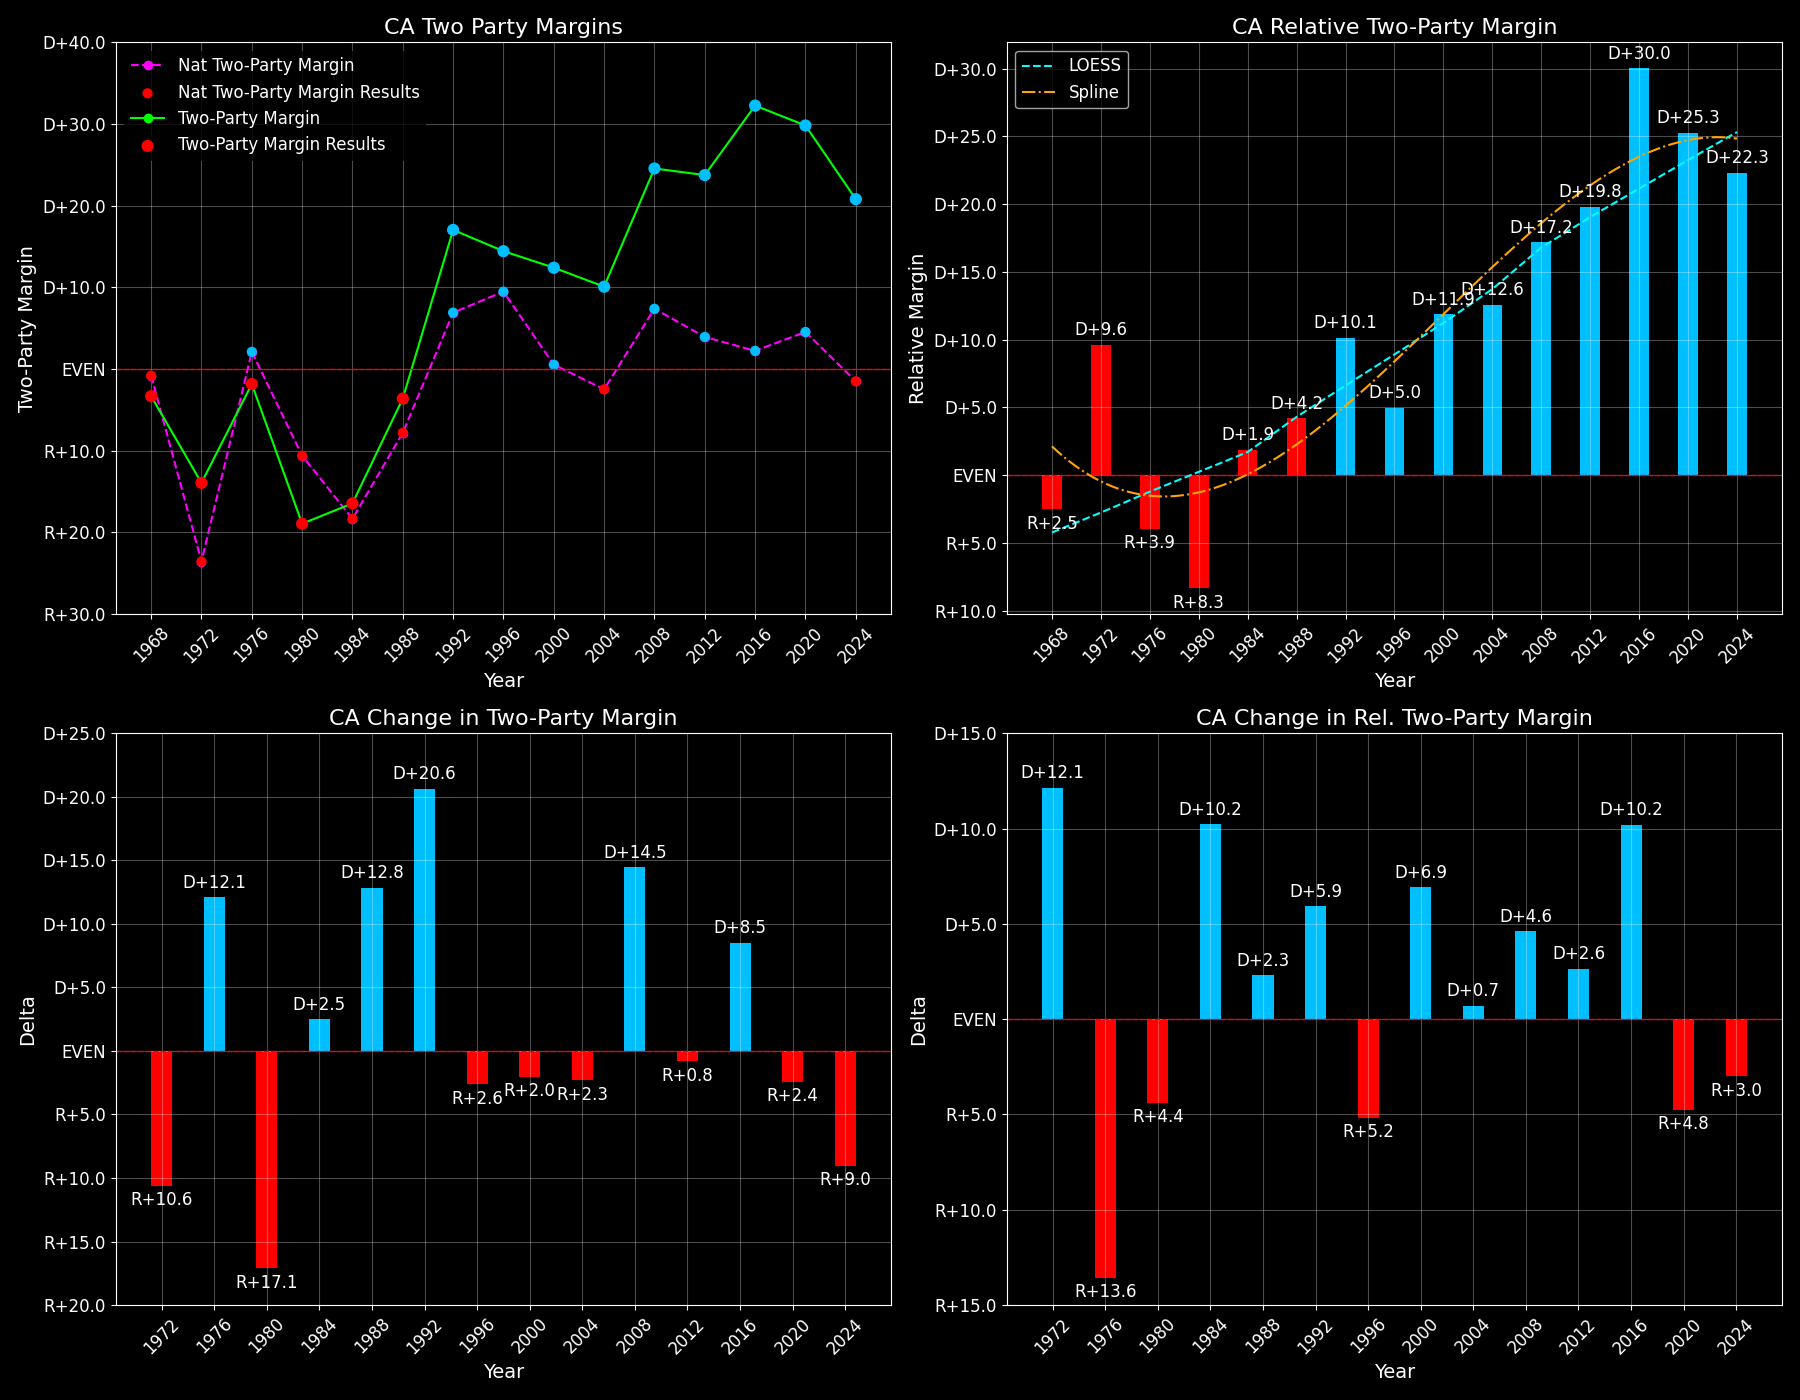 CA Two Party Margins
D+40.0
D+30.0
D+20.0
D+10.0
EVEN
R+10.0
R+20.0
R+30.0
Two-Party Margin
Nat Two-Party Margin
Nat Two-Party Margin Results
Two-Party Margin
Two-Party Margin Results
1968 1972 1976 1980 1984 1988 1992 1996 2000 2004 2008 2012 2016 2020 2024
Year
CA Relative Two-Party Margin
D+30.0
D+25.0
D+20.0
D+15.0
D+10.0
D+5.0
EVEN
R+5.0
R+10.0
Relative Margin
LOESS
Spline
R+2.5
D+9.6
R+3.9
R+8.3
D+1.9
D+4.2
D+10.1
D+5.0
D+11.9
D+12.6
D+17.2
D+19.8
D+30.0
D+25.3
D+22.3
1968 1972 1976 1980 1984 1988 1992 1996 2000 2004 2008 2012 2016 2020 2024
Year
CA Change in Two-Party Margin
D+25.0
D+20.0
D+15.0
D+10.0
D+5.0
EVEN
R+5.0
R+10.0
R+15.0
R+20.0
Delta
R+10.6
D+12.1
R+17.1
D+2.5
D+12.8
D+20.6
R+2.6
R+2.0
R+2.3
D+14.5
R+0.8
D+8.5
R+2.4
R+9.0
1972 1976 1980 1984 1988 1992 1996 2000 2004 2008 2012 2016 2020 2024
Year
CA Change in Rel. Two-Party Margin
D+15.0
D+10.0
D+5.0
EVEN
R+5.0
R+10.0
R+15.0
Delta
D+12.1
R+13.6
R+4.4
D+10.2
D+2.3
D+5.9
R+5.2
D+6.9
D+0.7
D+4.6
D+2.6
D+10.2
R+4.8
R+3.0
1972 1976 1980 1984 1988 1992 1996 2000 2004 2008 2012 2016 2020 2024
Year